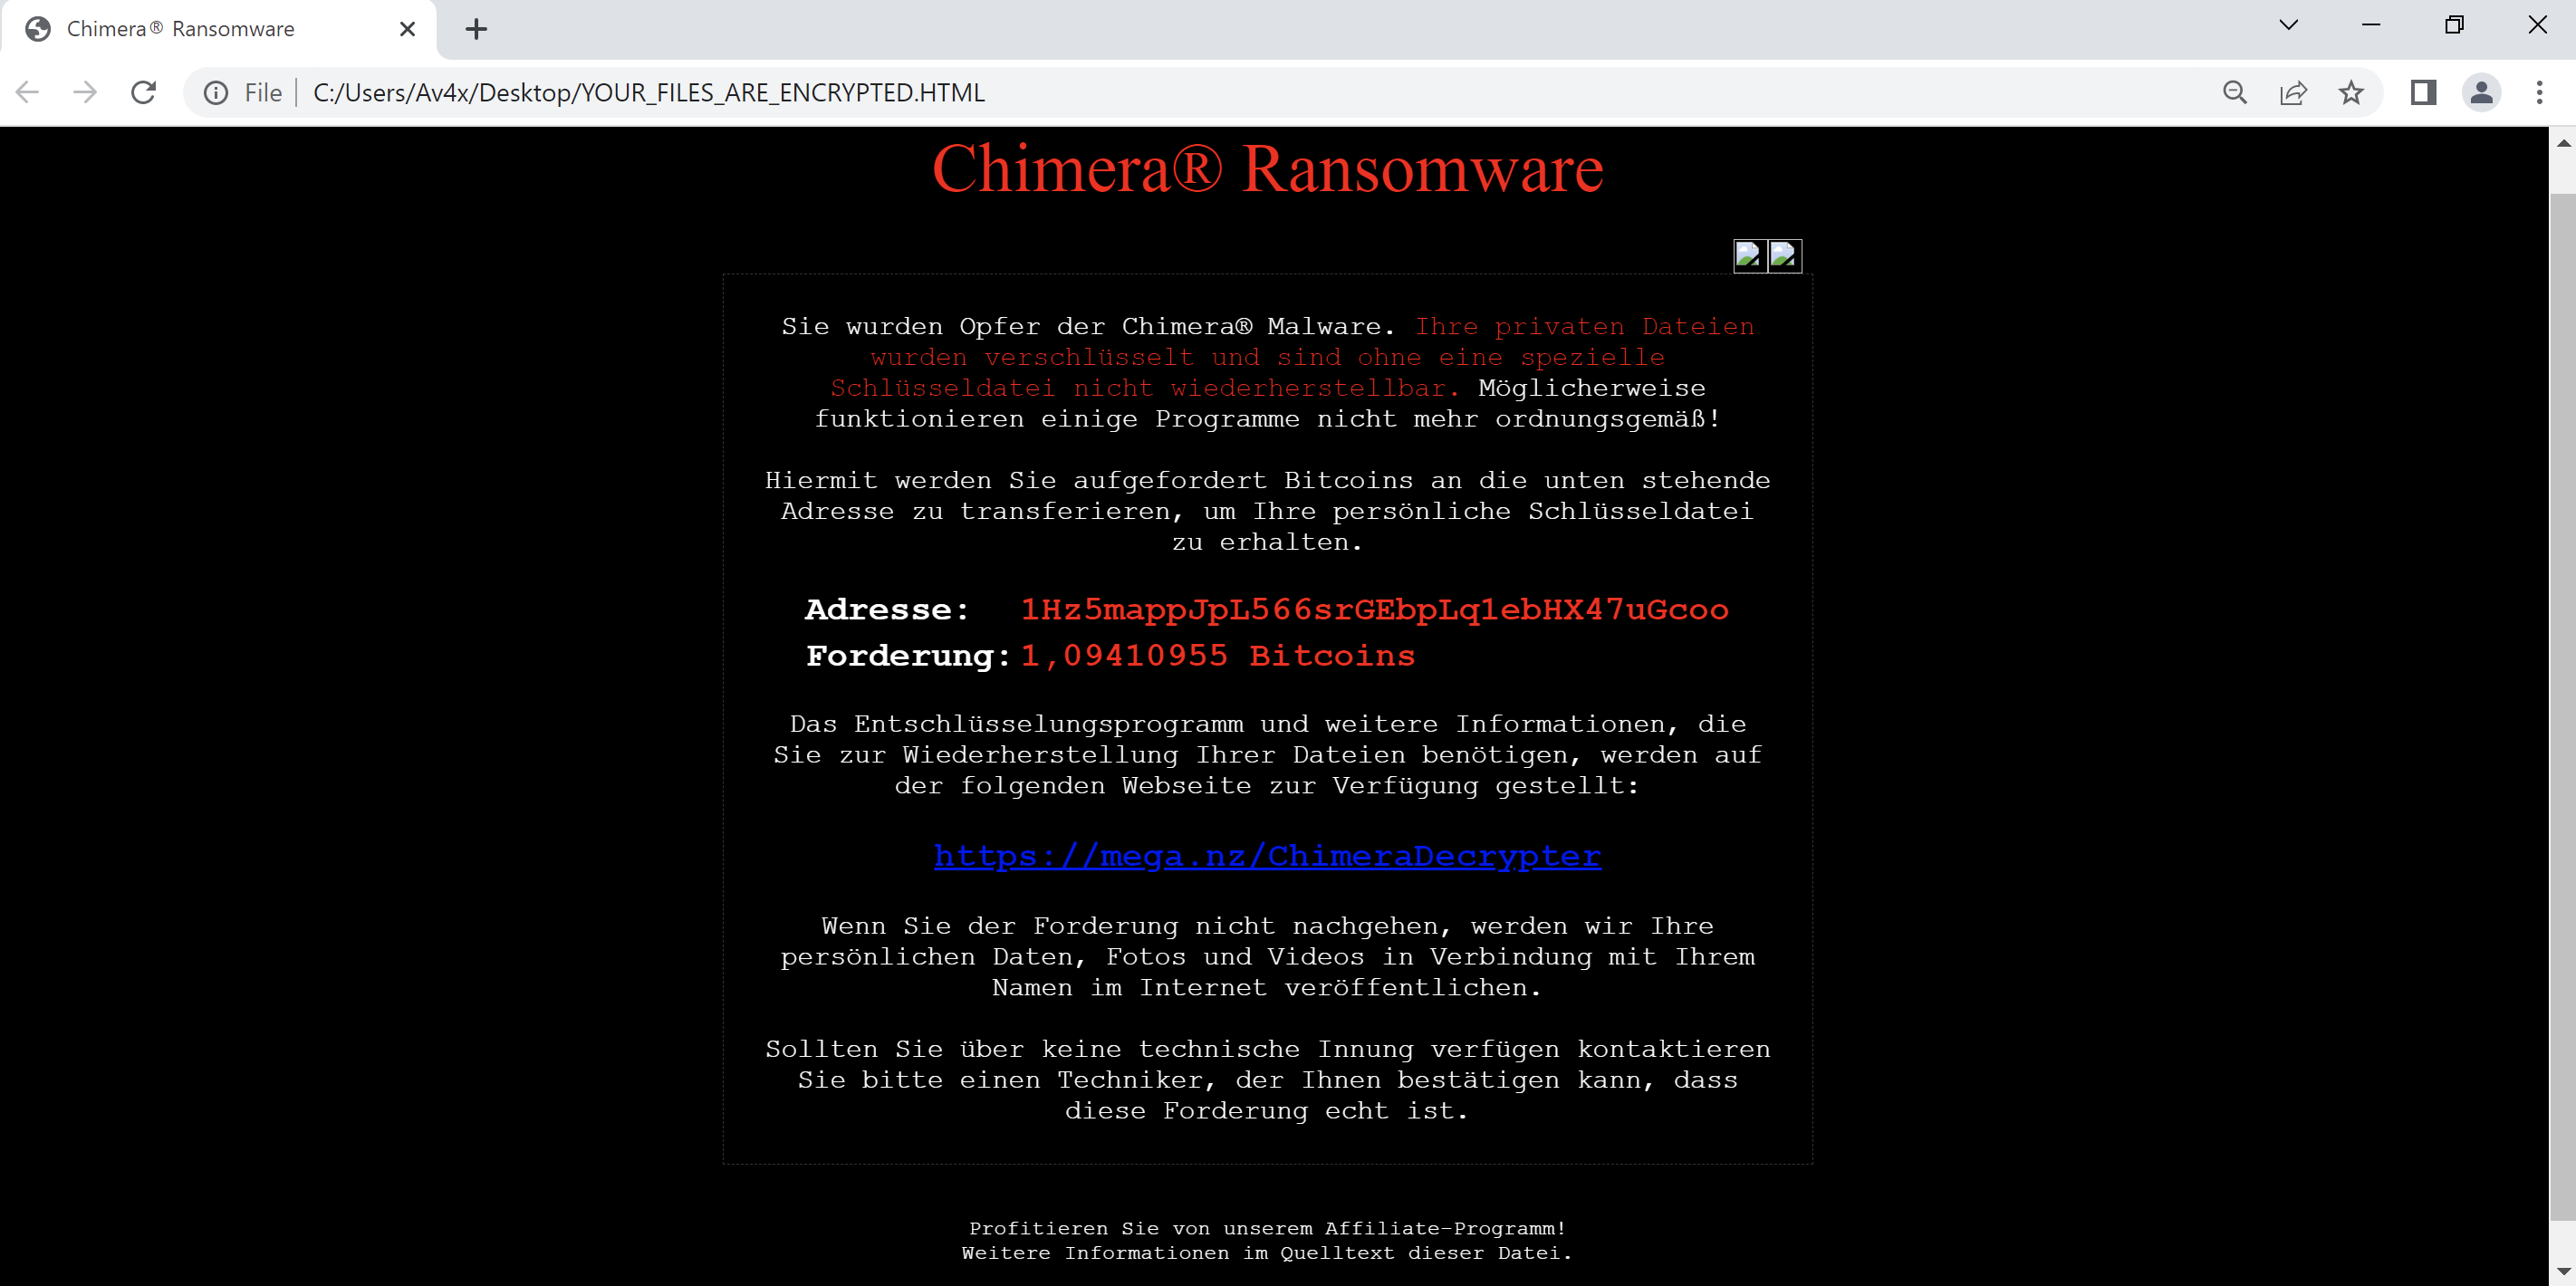 Chimera® Ransomware
File
C:/Users/Av4x/Desktop/YOUR_FILES_ARE_ENCRYPTED.HTML
Chimera® Ransomware
Sie wurden Opfer der Chimera® Malware. Ihre privaten Dateien
wurden verschlüsselt und sind ohne eine spezielle
Schlüsseldatei nicht wiederherstellbar. Möglicherweise
funktionieren einige Programme nicht mehr ordnungsgemäß!
Hiermit werden Sie aufgefordert Bitcoins an die unten stehende
Adresse zu transferieren, um Ihre persönliche Schlüsseldatei
zu erhalten.
Adresse: 1Hz5mappJpL566srGEbpLq1ebHX47uGcoo
Forderung: 1,09410955 Bitcoins
Das Entschlüsselungsprogramm und weitere Informationen, die
Sie zur Wiederherstellung Ihrer Dateien benötigen, werden auf
der folgenden Webseite zur Verfügung gestellt:
https://mega.nz/ChimeraDecrypter
Wenn Sie der Forderung nicht nachgehen, werden wir Ihre
persönlichen Daten, Fotos und Videos in Verbindung mit Ihrem
Namen im Internet veröffentlichen.
Sollten Sie über keine technische Innung verfügen kontaktieren
Sie bitte einen Techniker, der Ihnen bestätigen kann, dass
diese Forderung echt ist.
Profitieren Sie von unserem Affiliate-Programm!
Weitere Informationen im Quelltext dieser Datei.